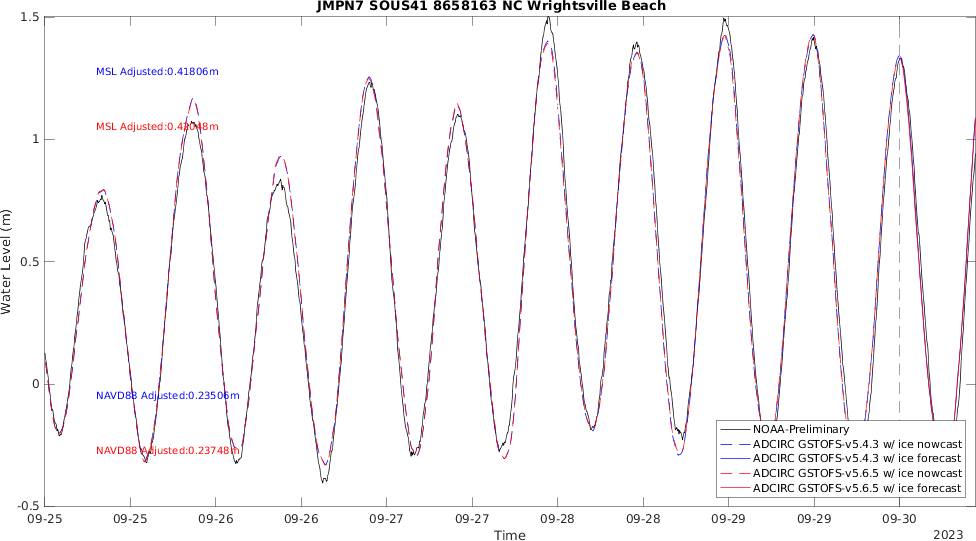 JMPN7 SOUS41 8658163 NC Wrightsville Beach
1.5
MSL Adjusted:0.41806m
MSL Adjusted:0.42048m
1
0.5
Water Level (m)
0
NAVD88 Adjusted:0.23506m
NAVD88 Adjusted:0.23748m
NOAA-Preliminary
ADCIRC GSTOFS-v5.4.3 w/ ice nowcast
ADCIRC GSTOFS-v5.4.3 w/ ice forecast
ADCIRC GSTOFS-v5.6.5 w/ ice nowcast
ADCIRC GSTOFS-v5.6.5 w/ ice forecast
-0.5
09-25 09-25 09-26 09-26 09-27 09-27 09-28 09-28 09-29 09-29 09-30
Time
2023